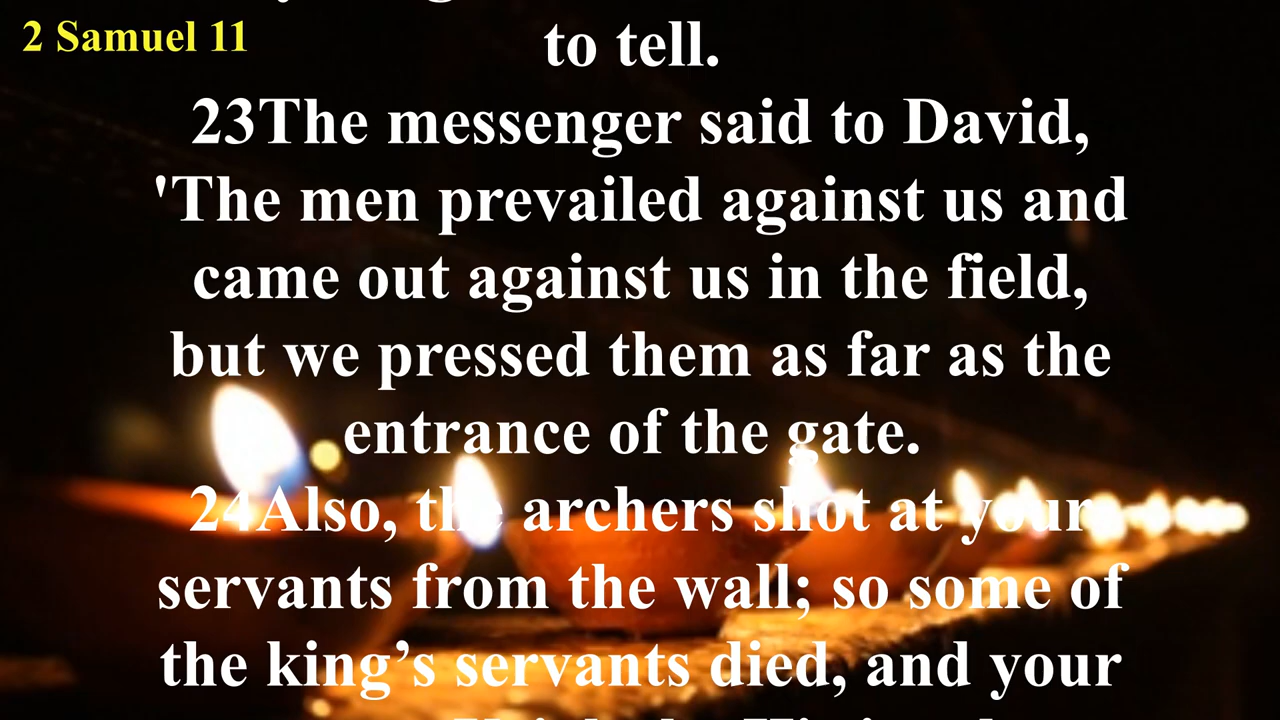 2 Samuel 11
to tell.
23The messenger said to David,
'The men prevailed against us and
came out against us in the field,
but we pressed them as far as the
entrance of the gate.
24Also, the archers shot at your
servants from the wall; so some of
the king’s servants died, and your